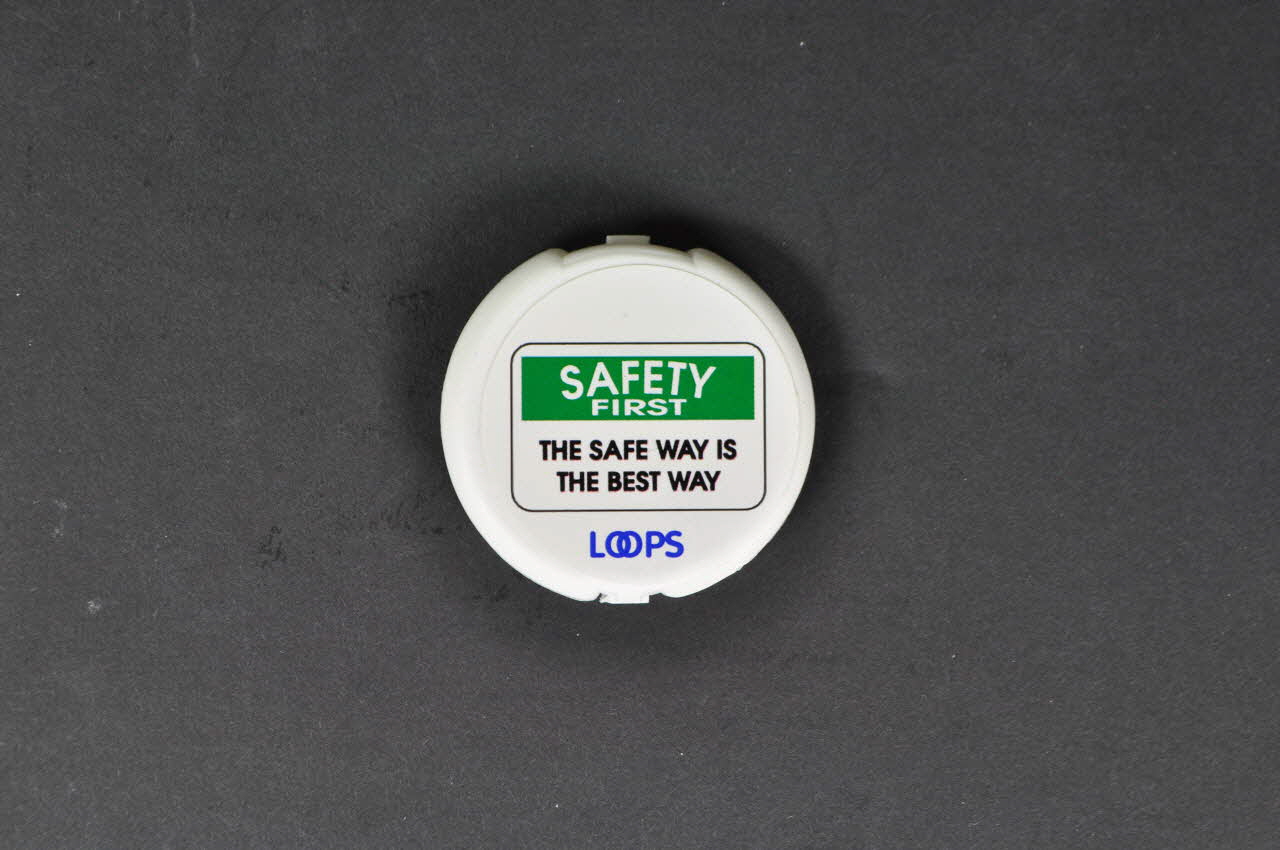 SAFETY
FIRST
THE SAFE WAY IS
THE BEST WAY
LOOPS